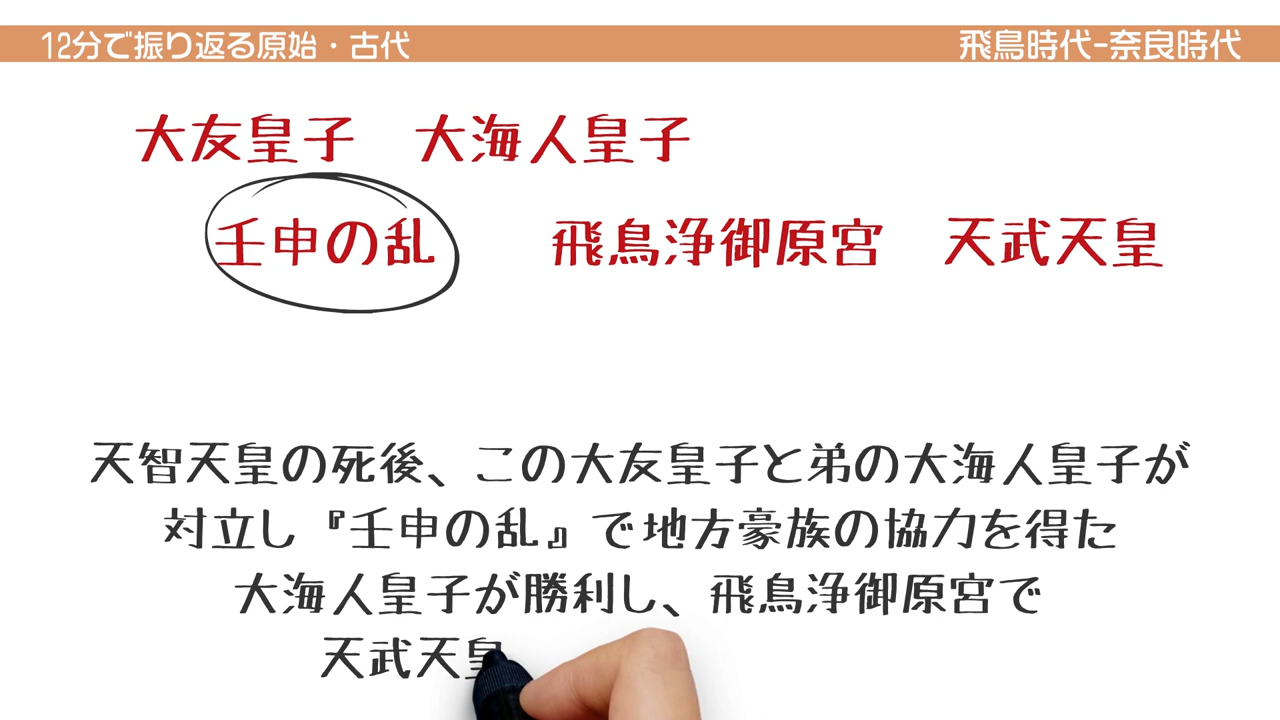 12分で振り返る原始・古代
飛鳥時代-奈良時代
大友皇子 大海人皇子
壬申の乱 飛鳥浄御原宮 天武天皇
天智天皇の死後、この大友皇子と弟の大海人皇子が
対立し『壬申の乱』で地方豪族の協力を得た
大海人皇子が勝利し、飛鳥浄御原宮で
天武天皇